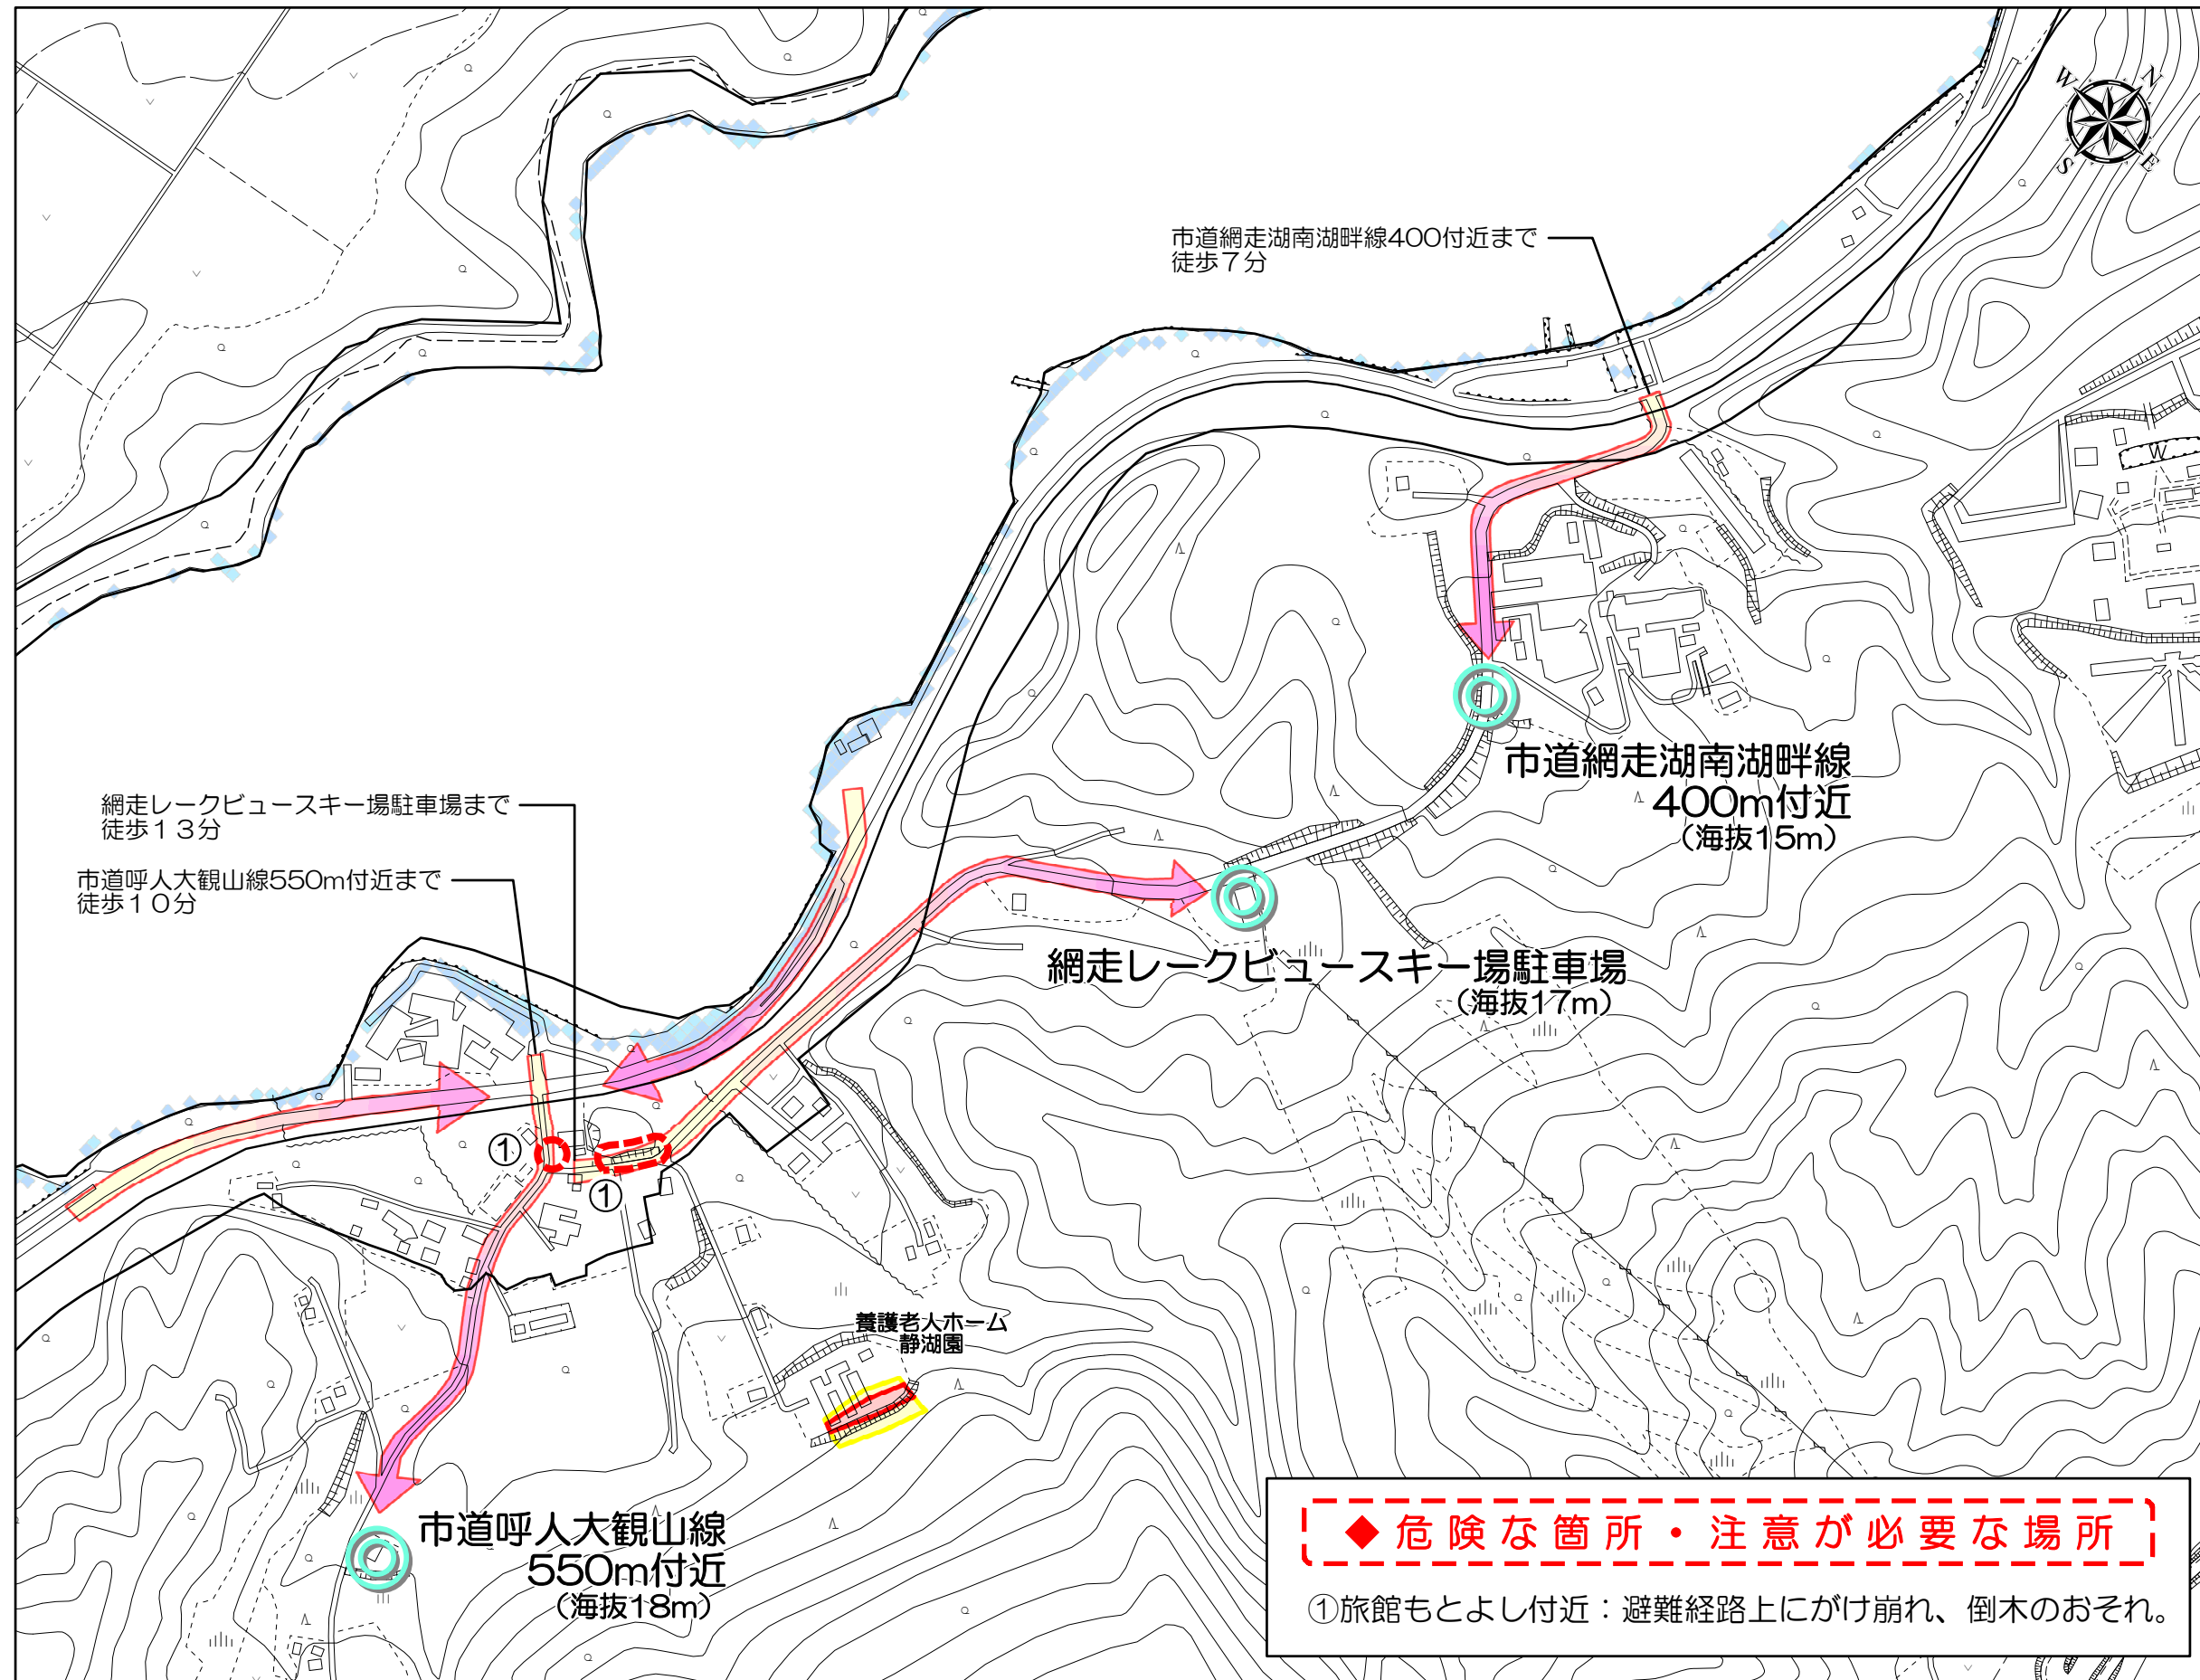 W
N
S
E
市道網走湖南湖畔線400付近まで
徒歩7分
W
市道網走湖南湖畔線
400m付近
(海抜15m)
網走レークビュースキー場駐車場まで
徒歩13分
市道呼人大観山線550m付近まで
徒歩10分
網走レークビュースキー場駐車場
(海抜17m)
①
①
養護老人ホーム
静湖園
市道呼人大観山線
550m付近
(海抜18m)
◆危険な箇所・注意が必要な場所
①旅館もとよし付近：避難経路上にがけ崩れ、倒木のおそれ。